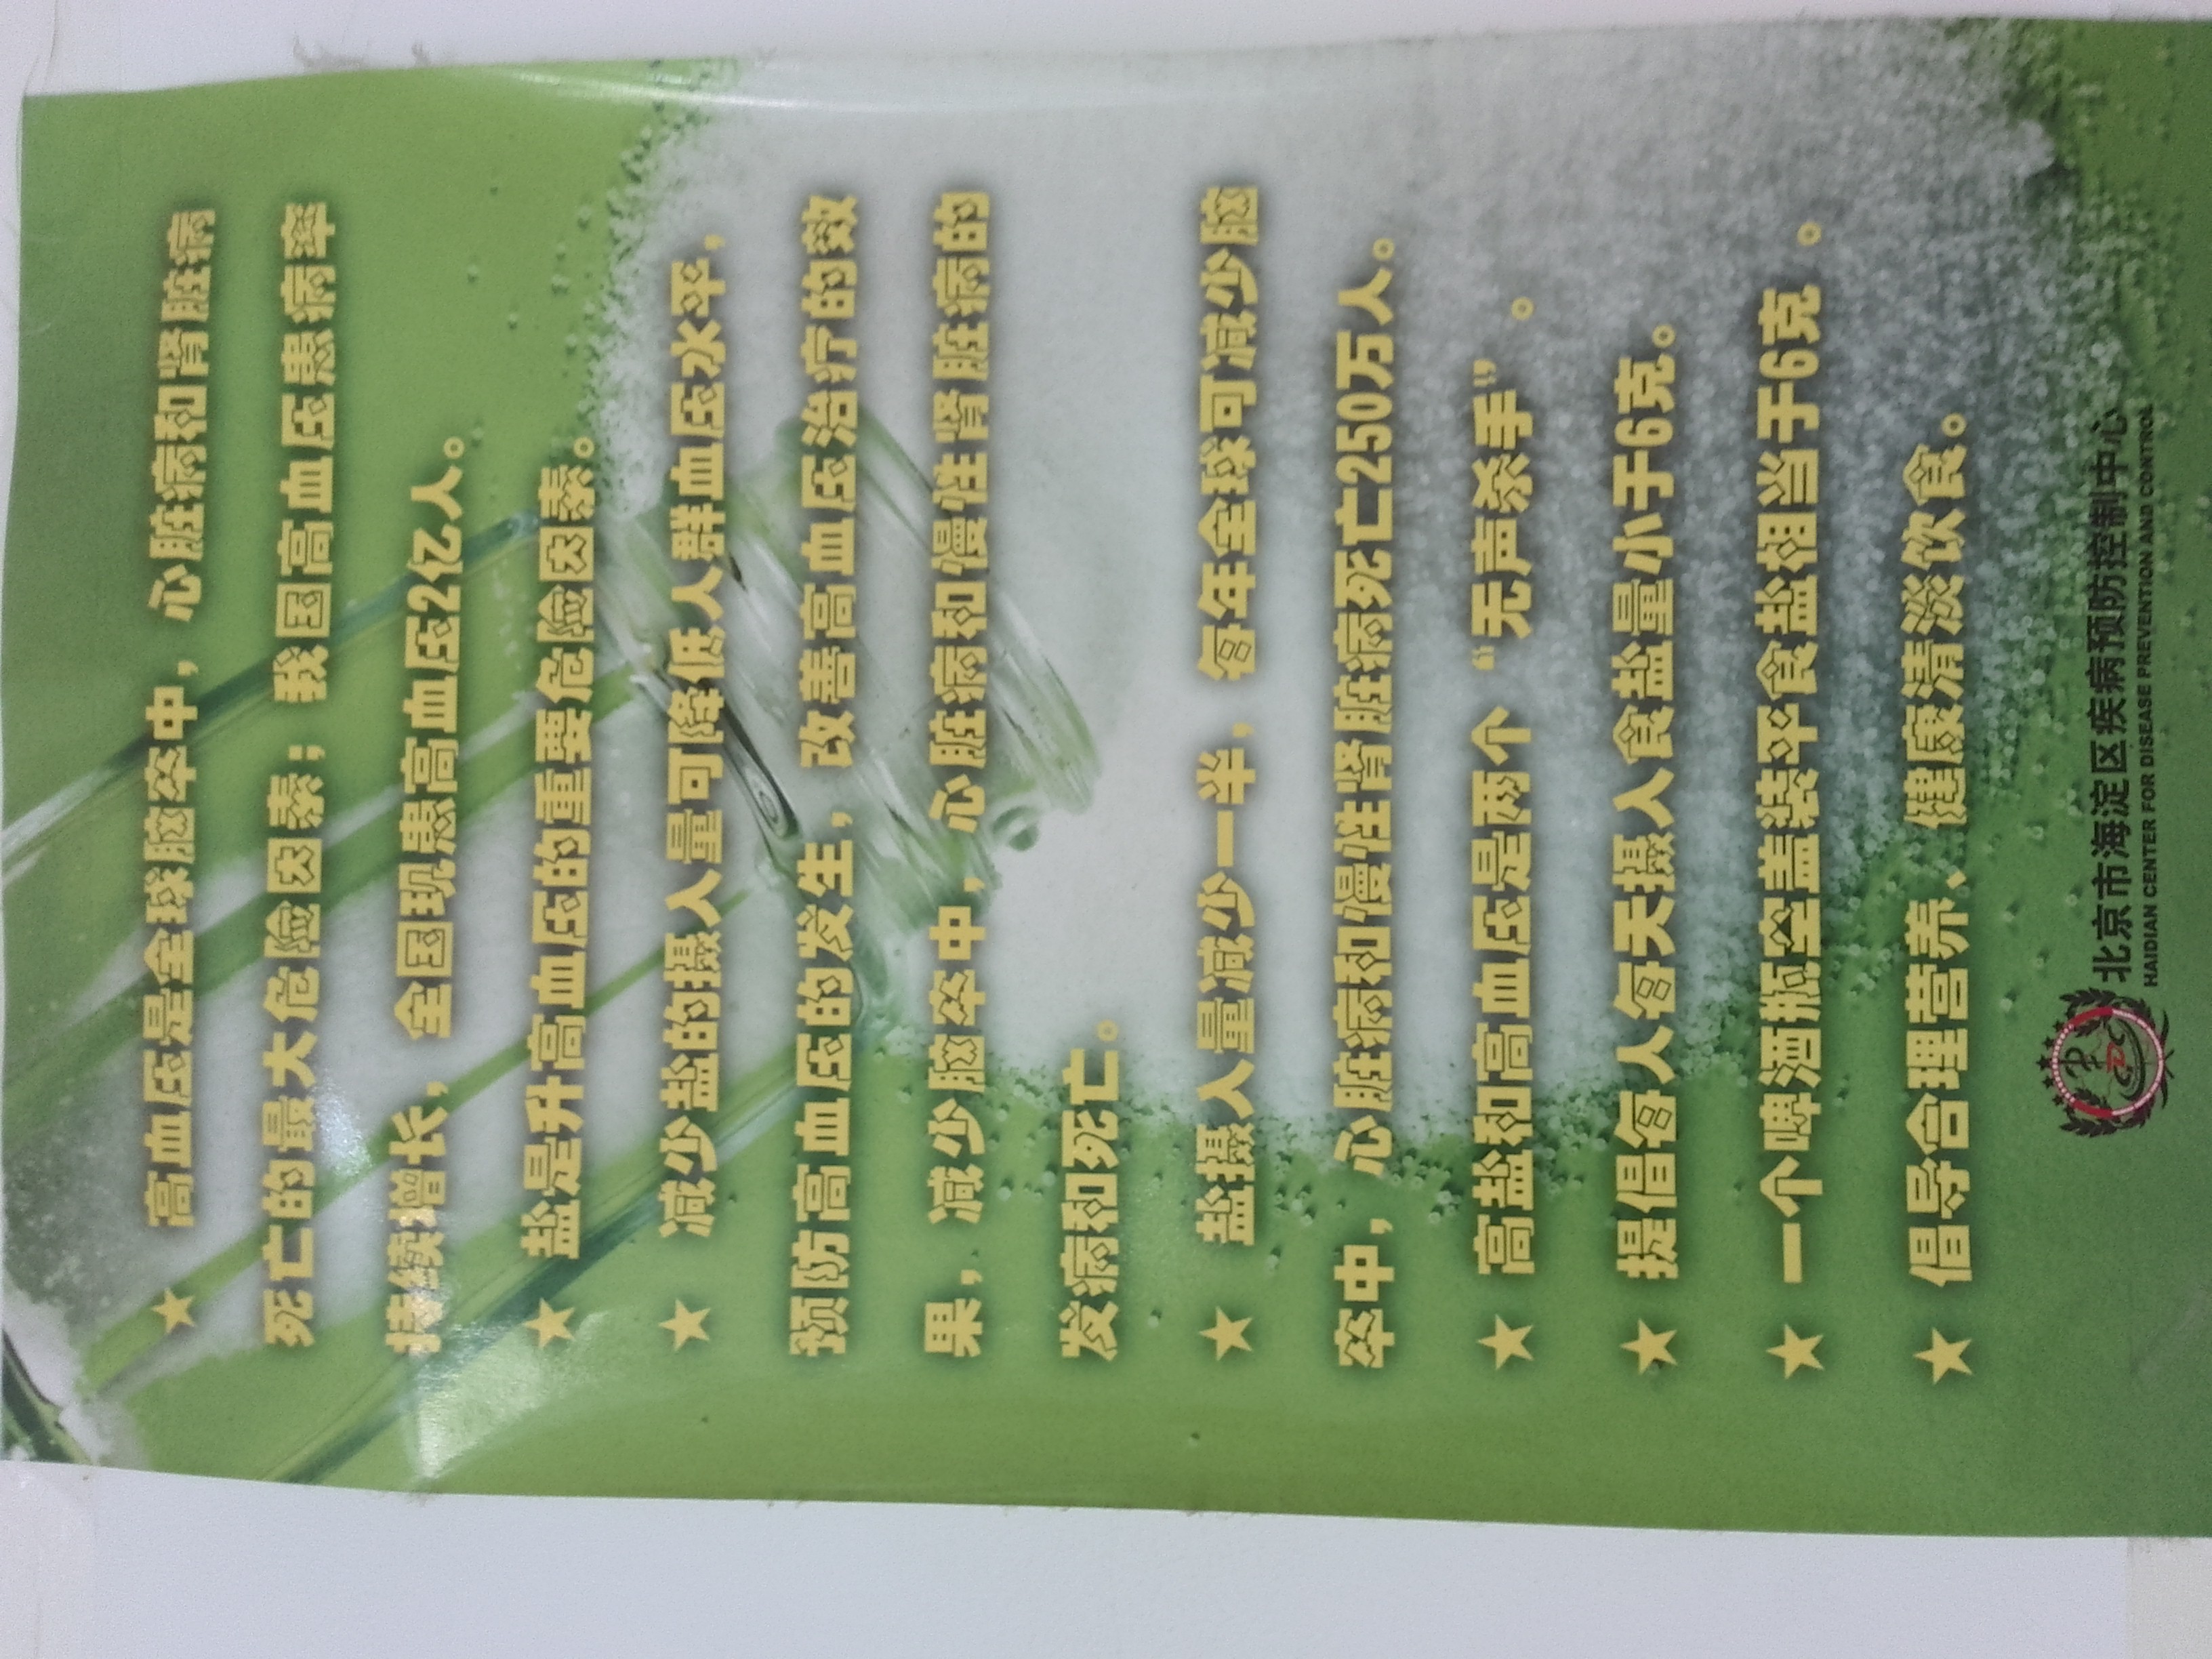 ★ 高血压是全球脑卒中，心脏病和肾脏病
死亡的最大危险因素；我国高血压患病率
持续增长，全国现患高血压2亿人。
★ 盐是升高血压的重要危险因素。
★ 减少盐的摄入量可降低人群血压水平，
预防高血压的发生，改善高血压治疗的效
果，减少脑卒中，心脏病和慢性肾脏病的
发病和死亡。
★ 盐摄入量减少一半，每年全球可减少脑
卒中，心脏病和慢性肾脏病死亡250万人。
★ 高盐和高血压是两个“无声杀手”。
★ 提倡每人每天摄入食盐量小于6克。
★ 一个啤酒瓶空盖装平食盐相当于6克 。
★ 倡导合理营养、健康清淡饮食。
CDC
北京市海淀区疾病预防控制中心
HAIDIAN CENTER FOR DISEASE PREVENTION AND CONTROL